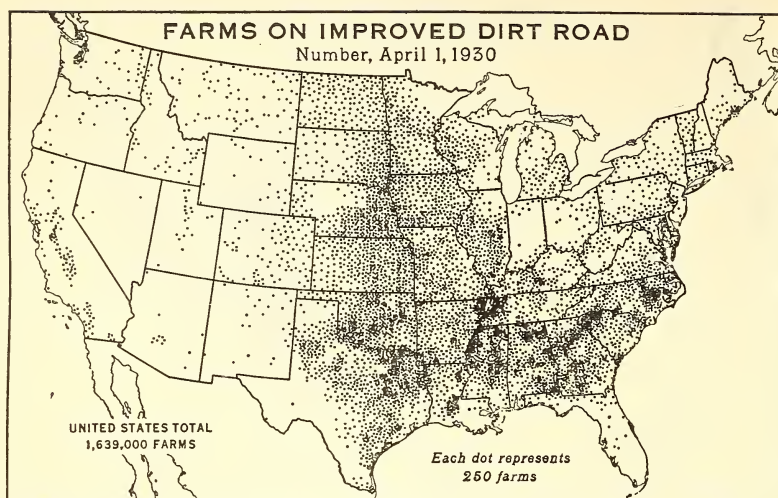 FARMS ON IMPROVED DIRT ROAD
Number, April 1, 1930
UNITED STATES TOTAL
1,639,000 FARMS
Each dot represents
250 farms